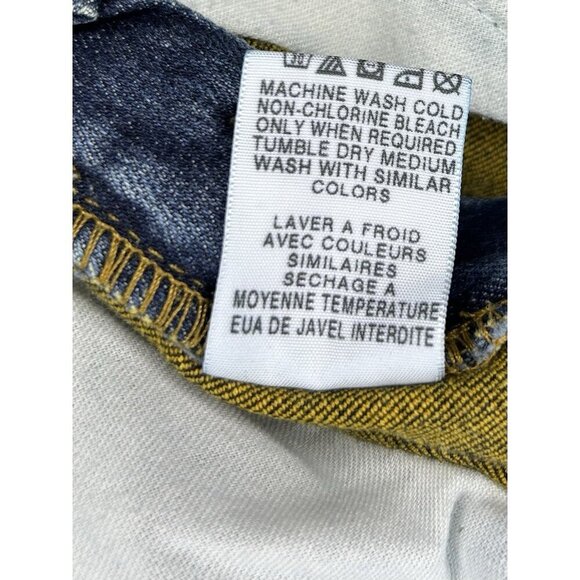 30
MACHINE WASH COLD
NON-CHLORINE BLEACH
ONLY WHEN REQUIRED
TUMBLE DRY MEDIUM
WASH WITH SIMILAR
COLORS
LAVER A FROID
AVEC COULEURS
SIMILAIRES
SECHAGE A
MOYENNE TEMPERATURE
EUA DE JAVEL INTERDITE